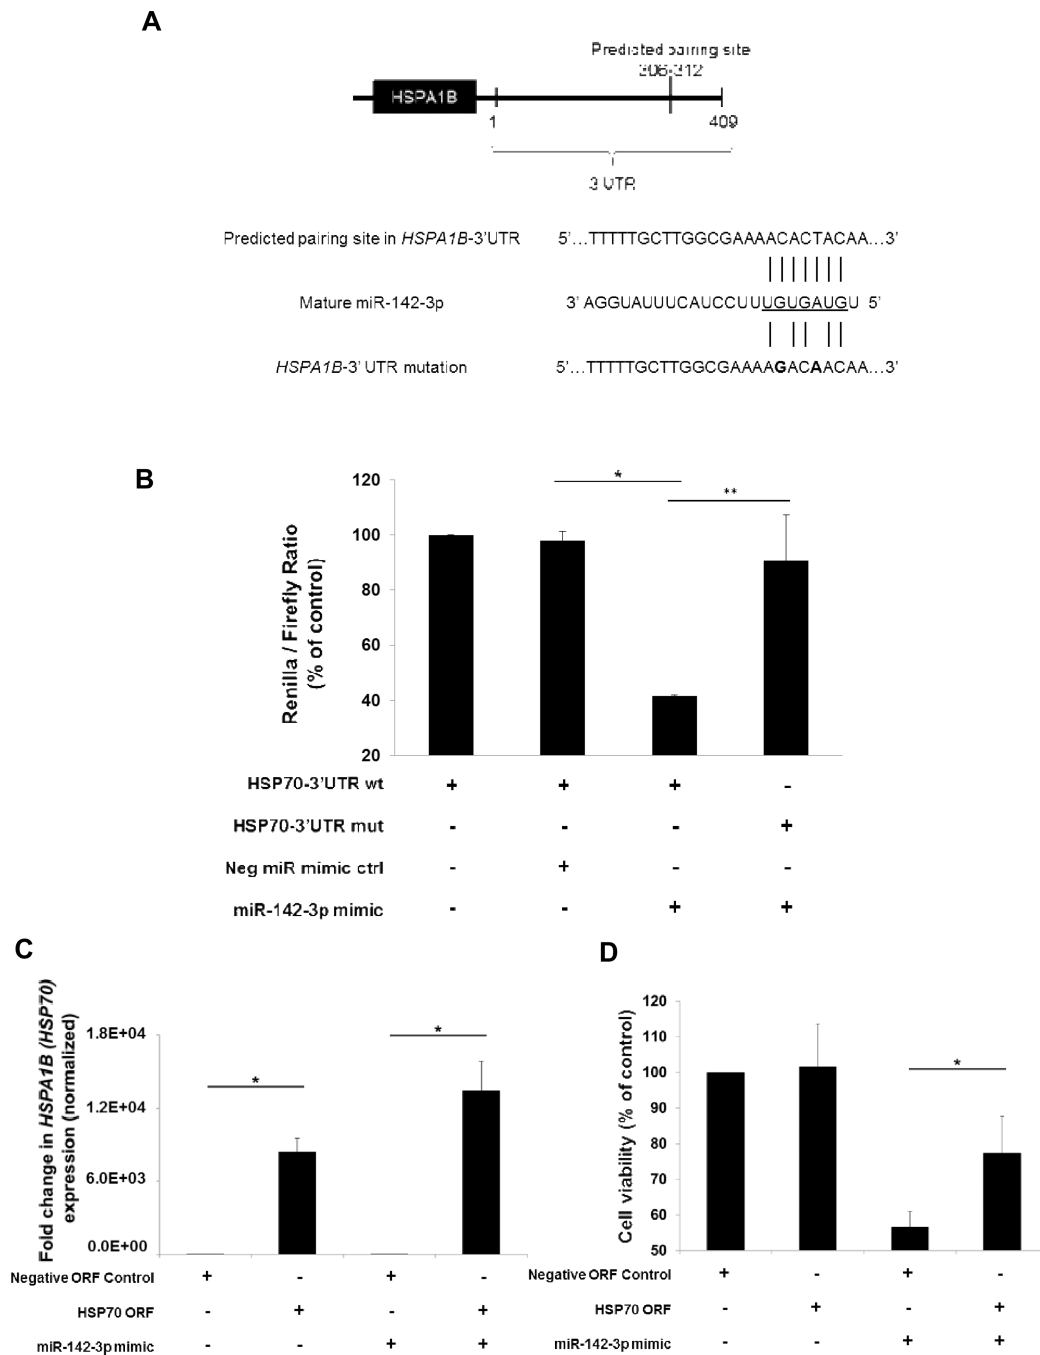 A
Predicted pairing site
306-312
HSPA1B
1
409
3 UTR
Predicted pairing site in HSPA1B-3'UTR 5'...TTTTTGCTTGGCGAAAACACTACAA...3'
Mature miR-142-3p 3' AGGUAUUUCAUCCUUUGUGAUGU 5'
HSPA1B-3' UTR mutation 5'...TTTTTGCTTGGCGAAAAGACAACAA...3'
B
Renilla / Firefly Ratio
(% of control)
120
100
80
60
40
20
*
**
HSP70-3'UTR wt + + + -
HSP70-3'UTR mut - - - +
Neg miR mimic ctrl - + - -
miR-142-3p mimic - - + +
C
Fold change in HSPA1B (HSP70)
expression (normalized)
1.8E+04
1.2E+04
6.0E+03
0.0E+00
*
*
Negative ORF Control + - + -
HSP70 ORF - + - +
miR-142-3p mimic - - + +
D
Cell viability (% of control)
120
110
100
90
80
70
60
50
*
Negative ORF Control + - + -
HSP70 ORF - + - +
miR-142-3p mimic - - + +